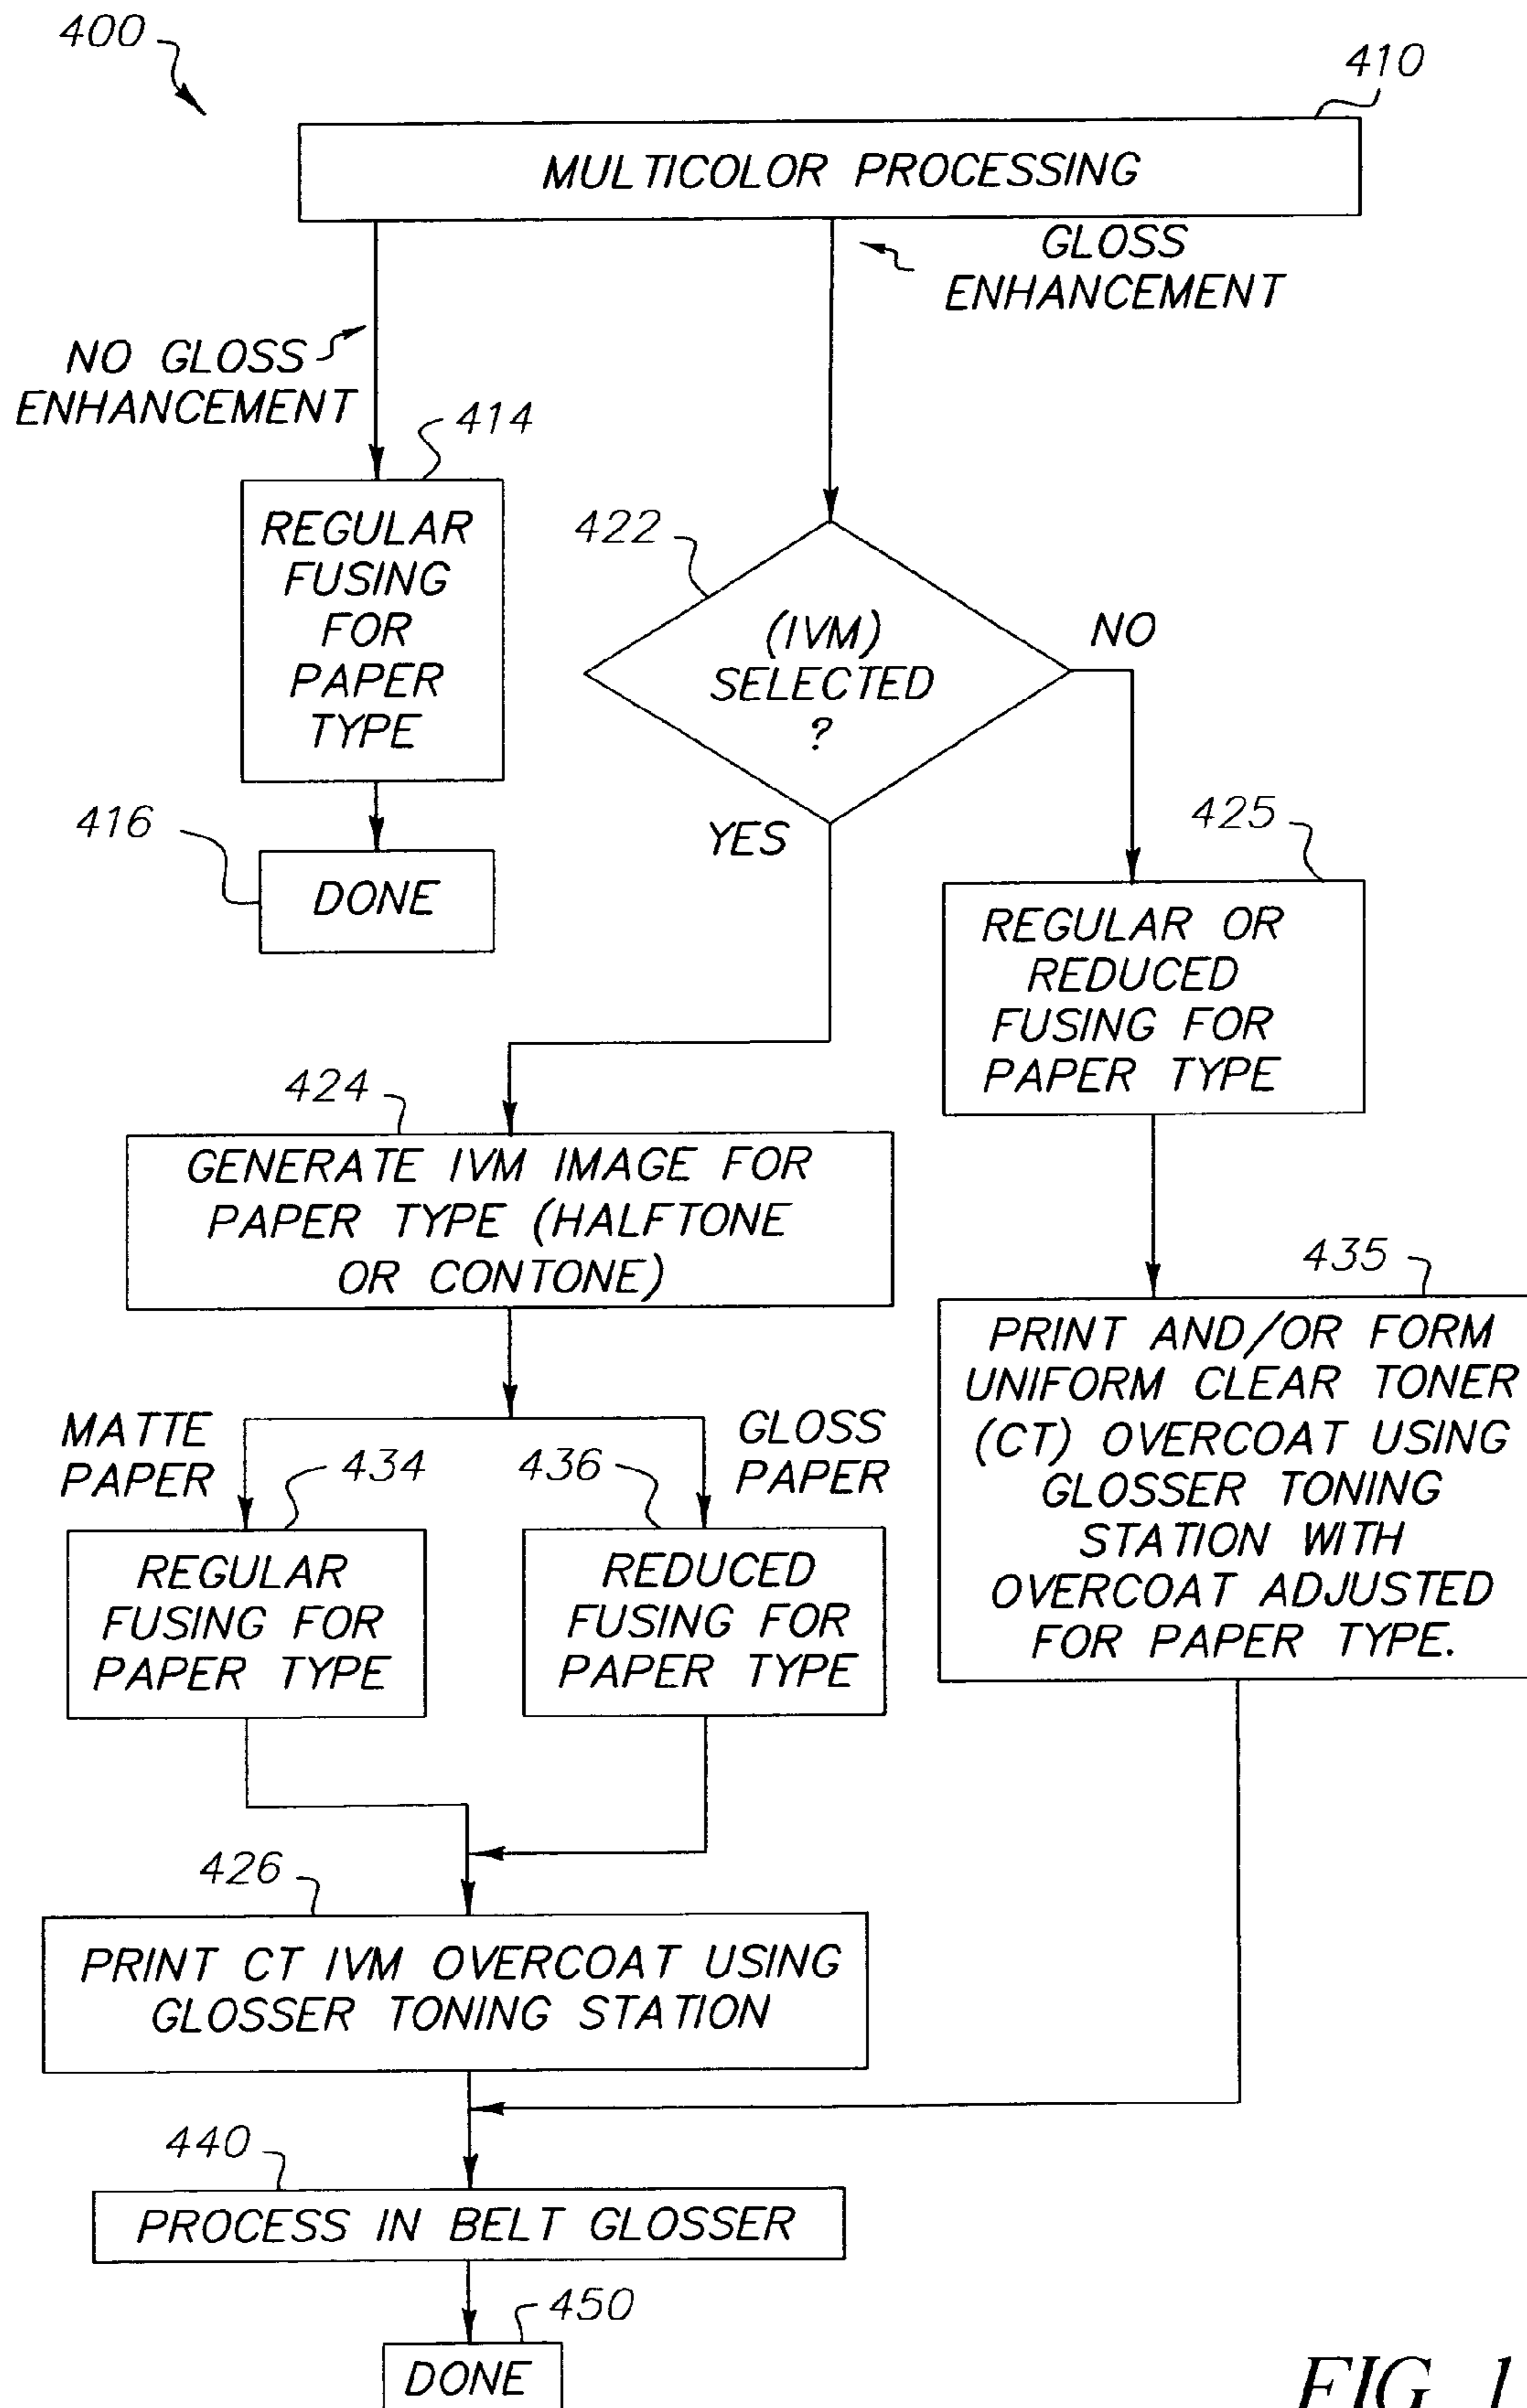 400
410
MULTICOLOR PROCESSING
GLOSS
ENHANCEMENT
NO GLOSS
ENHANCEMENT
414
REGULAR
FUSING
FOR
PAPER
TYPE
422
(IVM)
SELECTED
?
NO
YES
416
DONE
425
REGULAR OR
REDUCED
FUSING FOR
PAPER TYPE
424
GENERATE IVM IMAGE FOR
PAPER TYPE (HALFTONE
OR CONTONE)
435
PRINT AND/OR FORM
UNIFORM CLEAR TONER
(CT) OVERCOAT USING
GLOSSER TONING
STATION WITH
OVERCOAT ADJUSTED
FOR PAPER TYPE.
MATTE
PAPER
434
436
GLOSS
PAPER
REGULAR
FUSING FOR
PAPER TYPE
REDUCED
FUSING FOR
PAPER TYPE
426
PRINT CT IVM OVERCOAT USING
GLOSSER TONING STATION
440
PROCESS IN BELT GLOSSER
450
DONE
FIG. 1